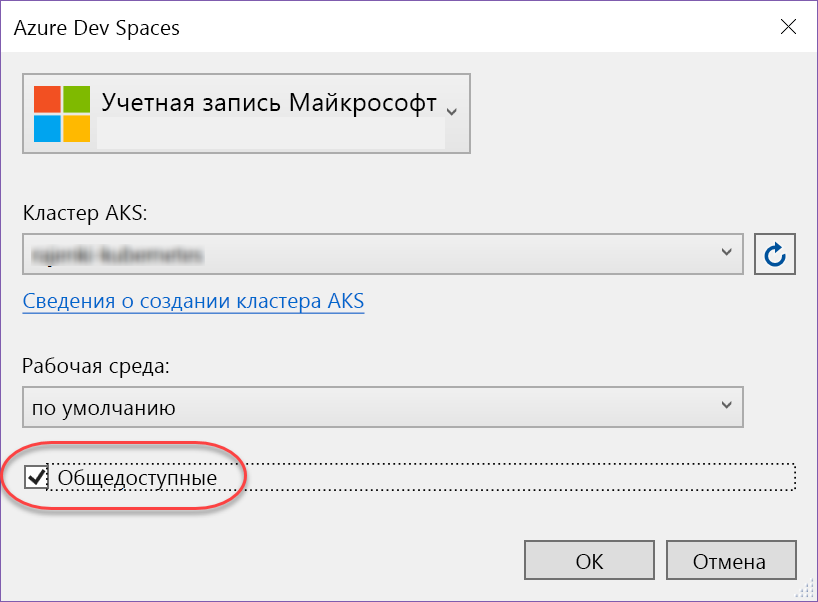 Azure Dev Spaces
Учетная запись Майкрософт
Кластер AKS:
Сведения о создании кластера AKS
Рабочая среда:
по умолчанию
Общедоступные
OK
Отмена